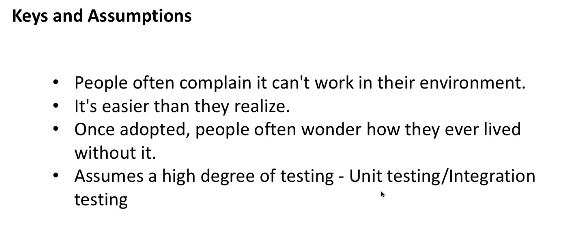 Keys and Assumptions
• People often complain it can't work in their environment.
• It's easier than they realize.
• Once adopted, people often wonder how they ever lived
without it.
• Assumes a high degree of testing - Unit testing/Integration
testing